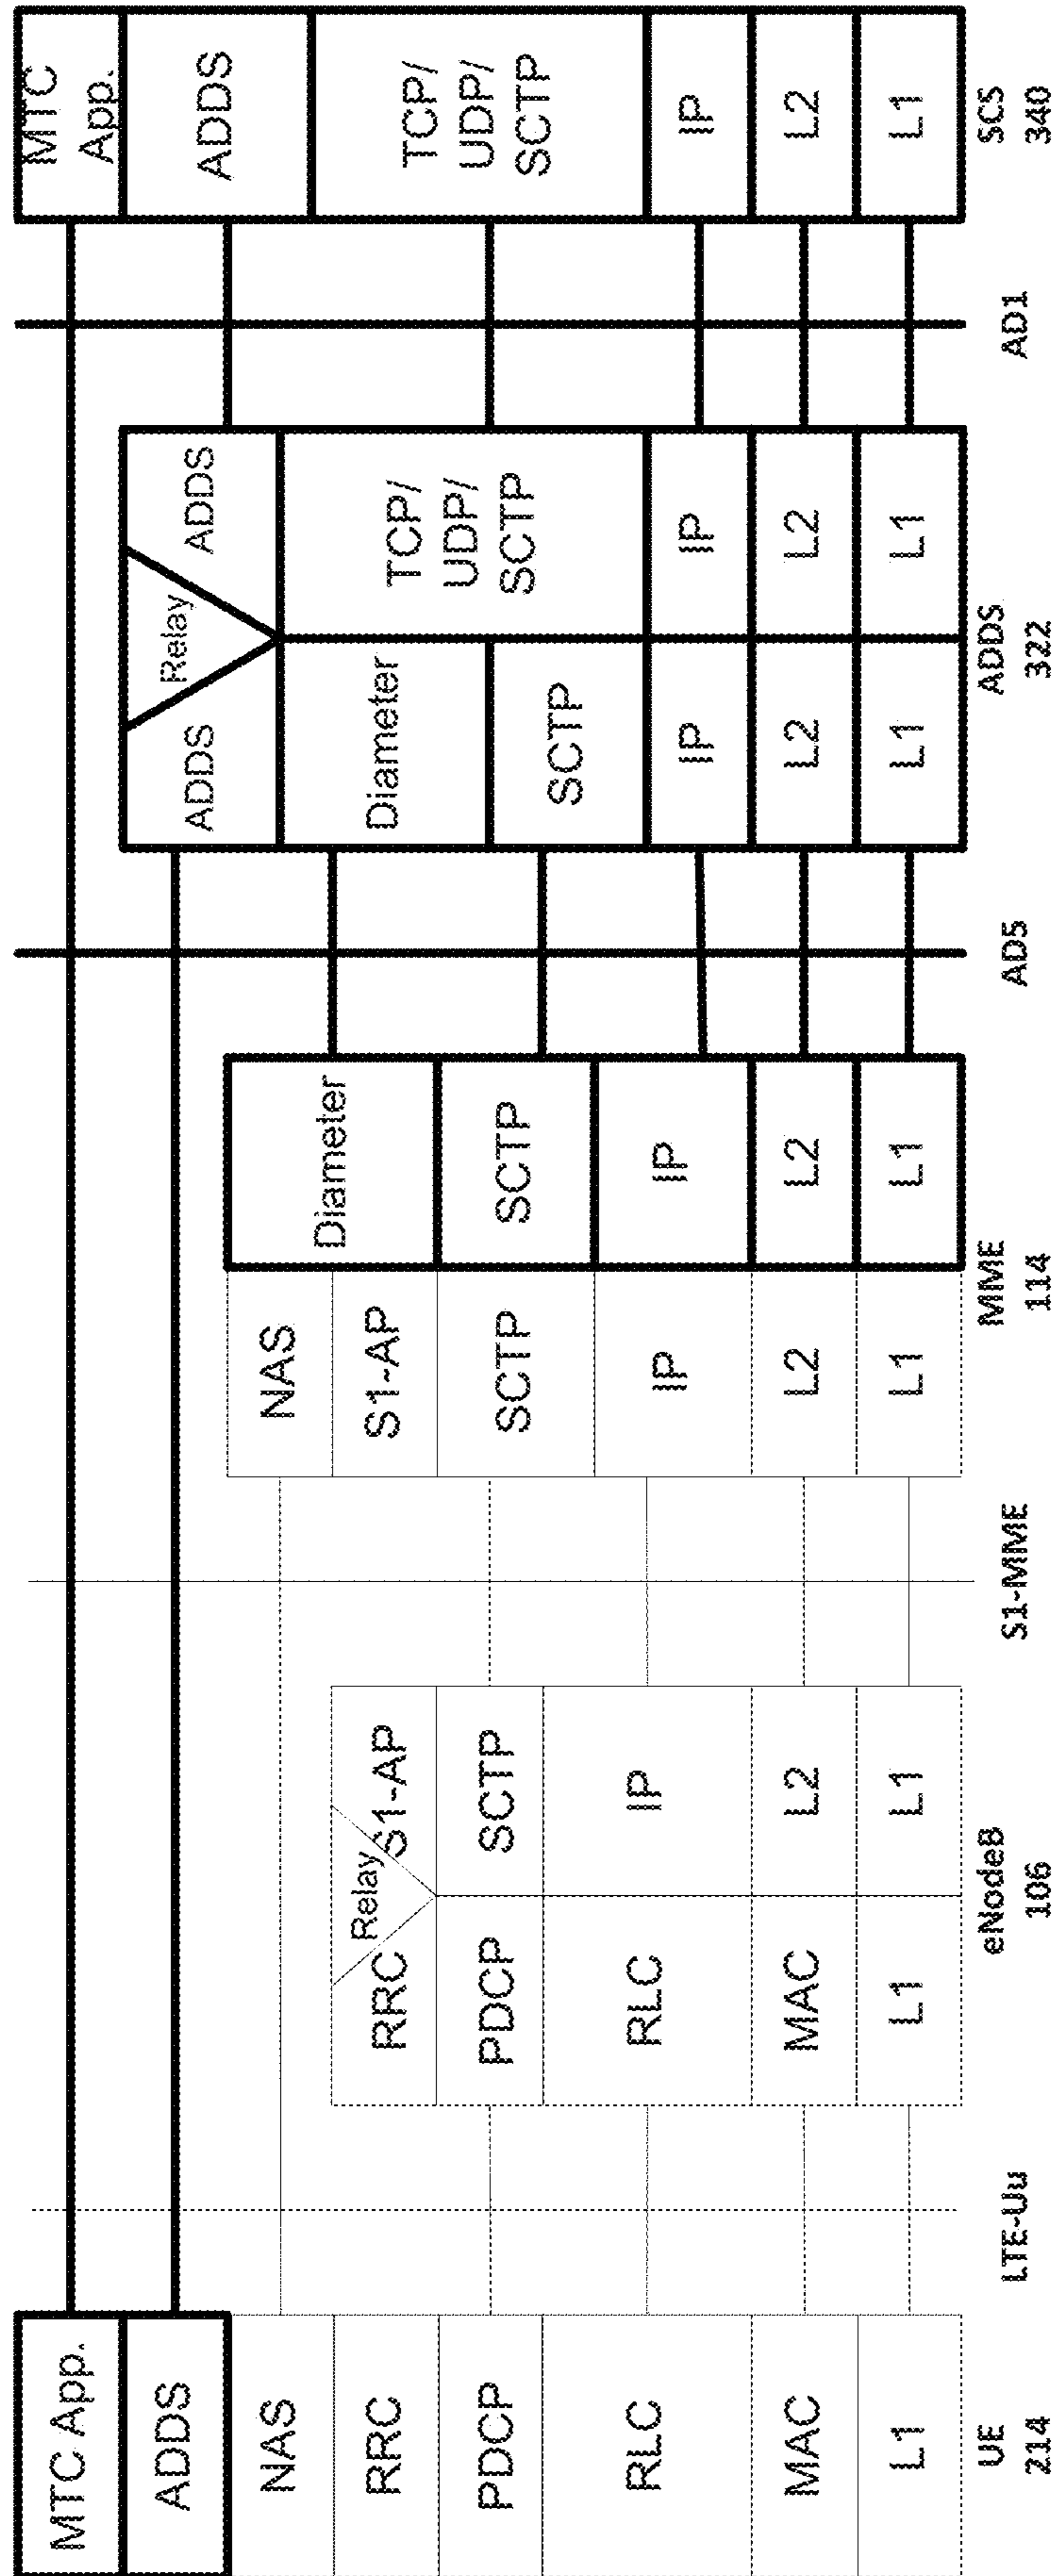 MTC App.
ADDS
NAS
RRC
PDCP
RLC
MAC
L1
UE
214
LTE-Uu
RRC
Relay
S1-AP
PDCP
SCTP
RLC
IP
MAC
L2
L1
L1
eNodeB
106
S1-MME
NAS
S1-AP
SCTP
IP
L2
L1
Diameter
SCTP
IP
L2
L1
MME
114
AD5
ADDS
Relay
ADDS
Diameter
SCTP
IP
L2
L1
TCP/
UDP/
SCTP
IP
L2
L1
ADDS
322
AD1
MTC
App.
ADDS
TCP/
UDP/
SCTP
IP
L2
L1
SCS
340